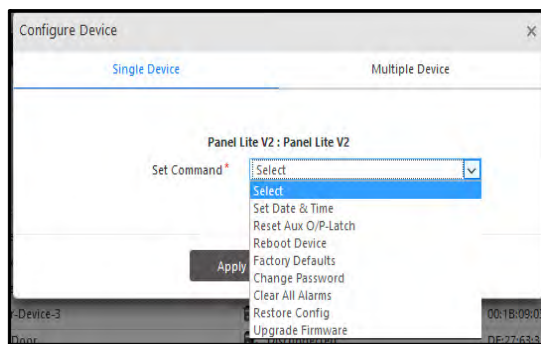 Configure Device ×
Single Device Multiple Device
Panel Lite V2 : Panel Lite V2
Set Command * Select
Select
Set Date & Time
Reset Aux O/P-Latch
Reboot Device
Factory Defaults
Apply
Change Password
Clear All Alarms
Restore Config
r-Device-3 00:1B:09:0
Upgrade Firmware
Door